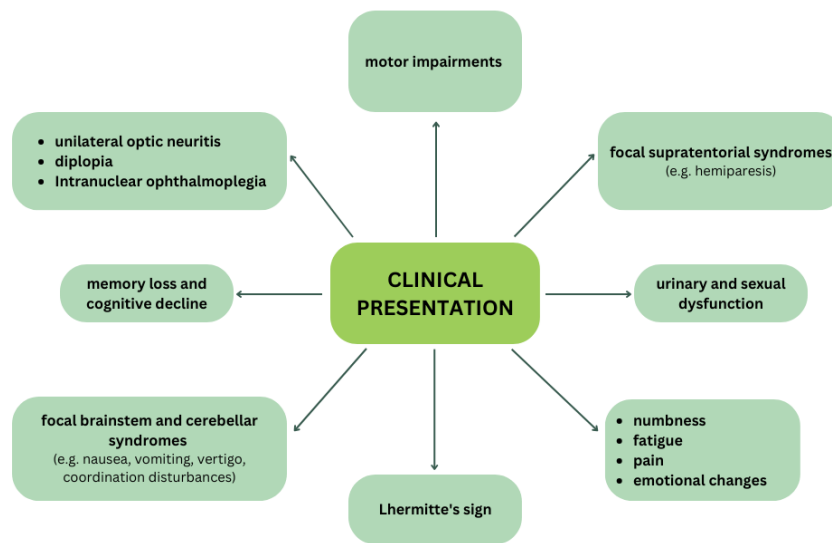 motor impairments
unilateral optic neuritis
diplopia
Intranuclear ophthalmoplegia
focal supratentorial syndromes
(e.g. hemiparesis)
CLINICAL
PRESENTATION
memory loss and
cognitive decline
urinary and sexual
dysfunction
focal brainstem and cerebellar
syndromes
(e.g. nausea, vomiting, vertigo,
coordination disturbances)
numbness
fatigue
pain
emotional changes
Lhermitte's sign